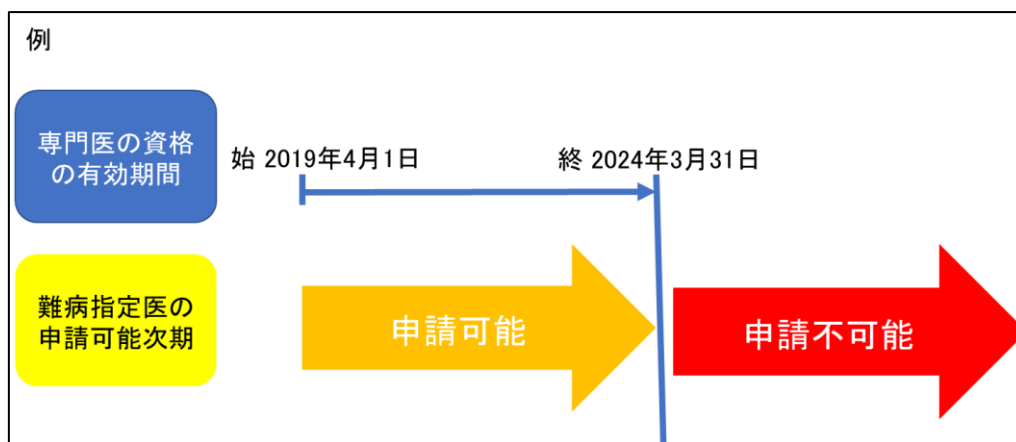 例
専門医の資格
の有効期間
始 2019年4月1日
終 2024年3月31日
難病指定医の
申請可能次期
申請可能
申請不可能